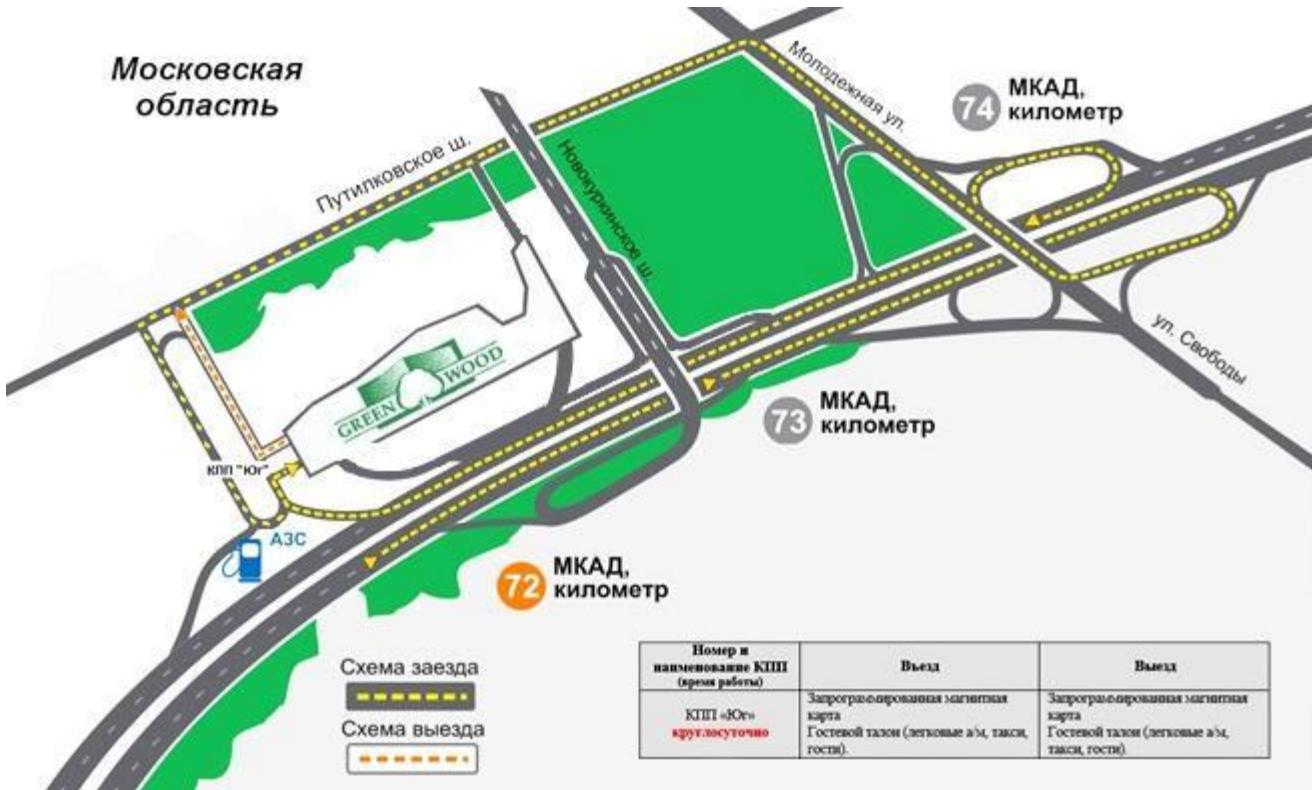 Московская
область
Путилковское ш.
Новокуркинское ш.
Молодежная ул.
74
МКАД,
километр
ул. Свободы
GREEN WOOD
73
МКАД,
километр
КПП "Юг"
АЗС
72
МКАД,
километр
Схема заезда
Схема выезда
Номер и
наименование КПП
(время работы)
Въезд
Выезд
КПП «Юг»
круглосуточно
Запрограммированная магнитная
карта
Гостевой талон (легковые а/м, такси,
гости).
Запрограммированная магнитная
карта
Гостевой талон (легковые а/м,
такси, гости).